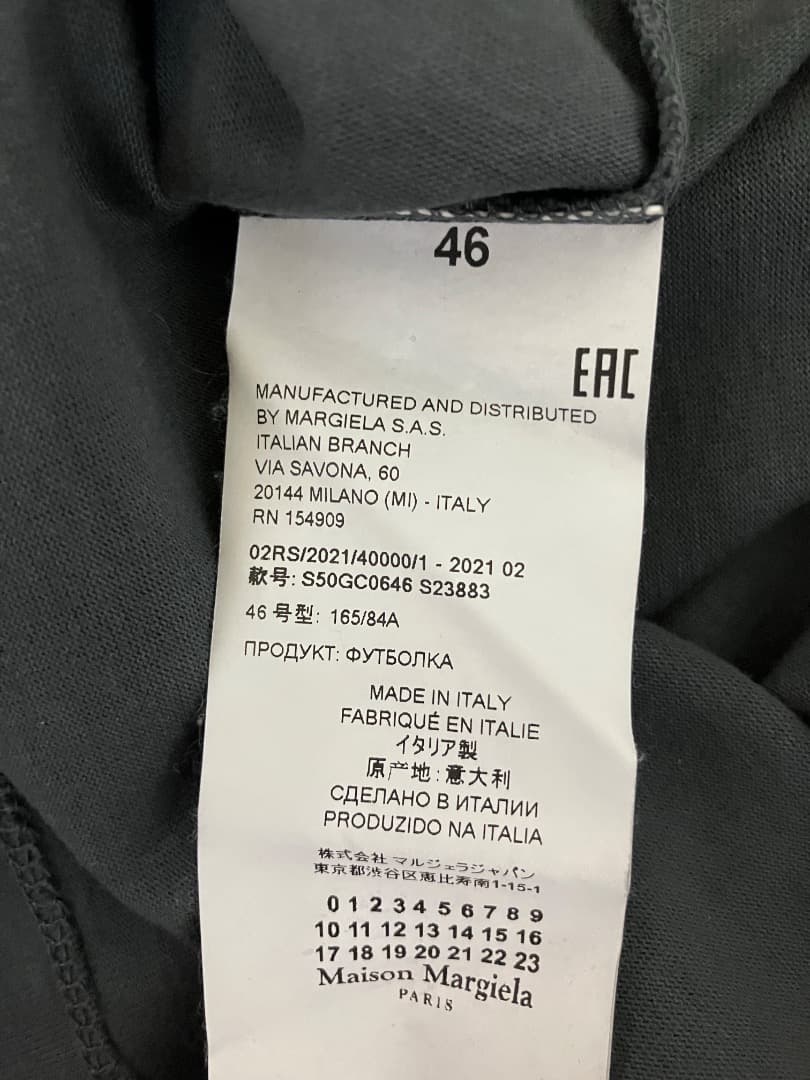 46
EAC
MANUFACTURED AND DISTRIBUTED
BY MARGIELA S.A.S.
ITALIAN BRANCH
VIA SAVONA, 60
20144 MILANO (MI) - ITALY
RN 154909
02RS/2021/40000/1 - 2021 02
款号: S50GC0646 S23883
46 号型: 165/84A
ПРОДУКТ: ФУТБОЛКА
MADE IN ITALY
FABRIQUÉ EN ITALIE
イタリア製
原产地: 意大利
СДЕЛАНО В ИТАЛИИ
PRODUZIDO NA ITALIA
株式会社 マルジェラジャパン
東京都渋谷区恵比寿南1-15-1
0 1 2 3 4 5 6 7 8 9
10 11 12 13 14 15 16
17 18 19 20 21 22 23
Maison Margiela
PARIS